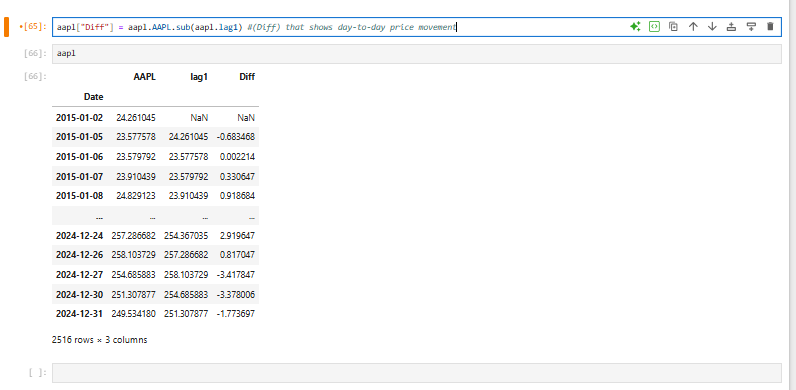 •[65]: aapl["Diff"] = aapl.AAPL.sub(aapl.lag1) #(Diff) that shows day-to-day price movement
[66]: aapl
[66]: AAPL lag1 Diff
Date
2015-01-02 24.261045 NaN NaN
2015-01-05 23.577578 24.261045 -0.683468
2015-01-06 23.579792 23.577578 0.002214
2015-01-07 23.910439 23.579792 0.330647
2015-01-08 24.829123 23.910439 0.918684
... ... ... ...
2024-12-24 257.286682 254.367035 2.919647
2024-12-26 258.103729 257.286682 0.817047
2024-12-27 254.685883 258.103729 -3.417847
2024-12-30 251.307877 254.685883 -3.378006
2024-12-31 249.534180 251.307877 -1.773697
2516 rows × 3 columns
[ ]: